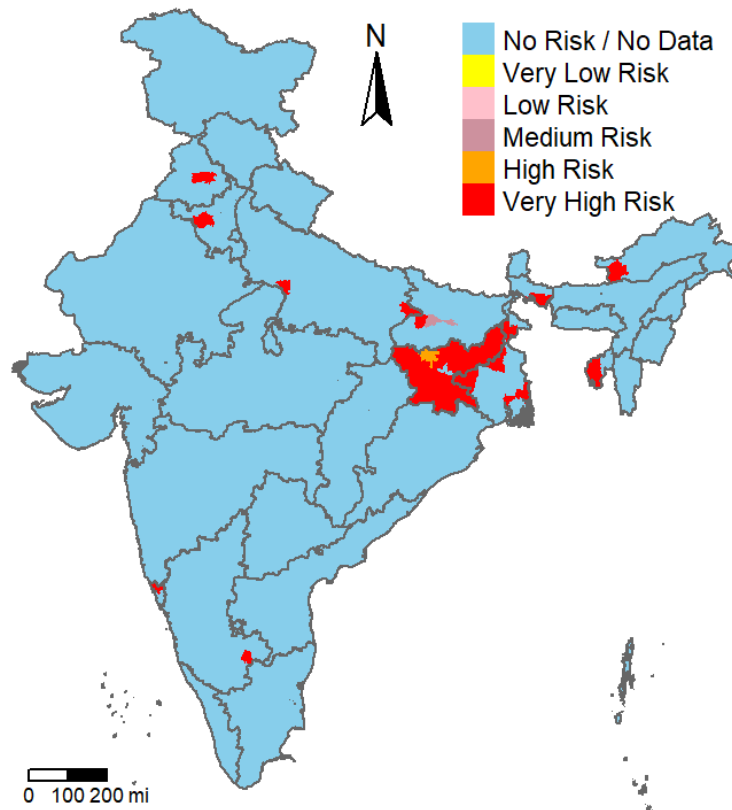 N
No Risk / No Data
Very Low Risk
Low Risk
Medium Risk
High Risk
Very High Risk
0 100 200 mi